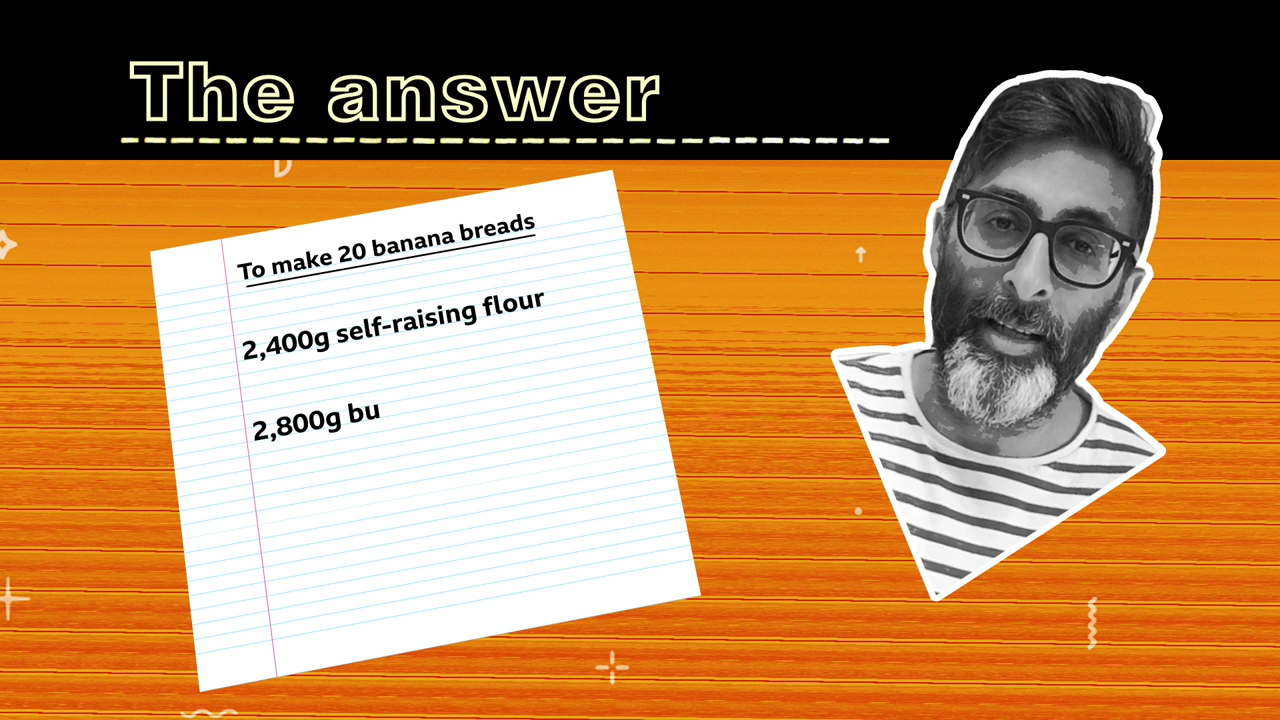 The answer
To make 20 banana breads
2,400g self-raising flour
2,800g bu